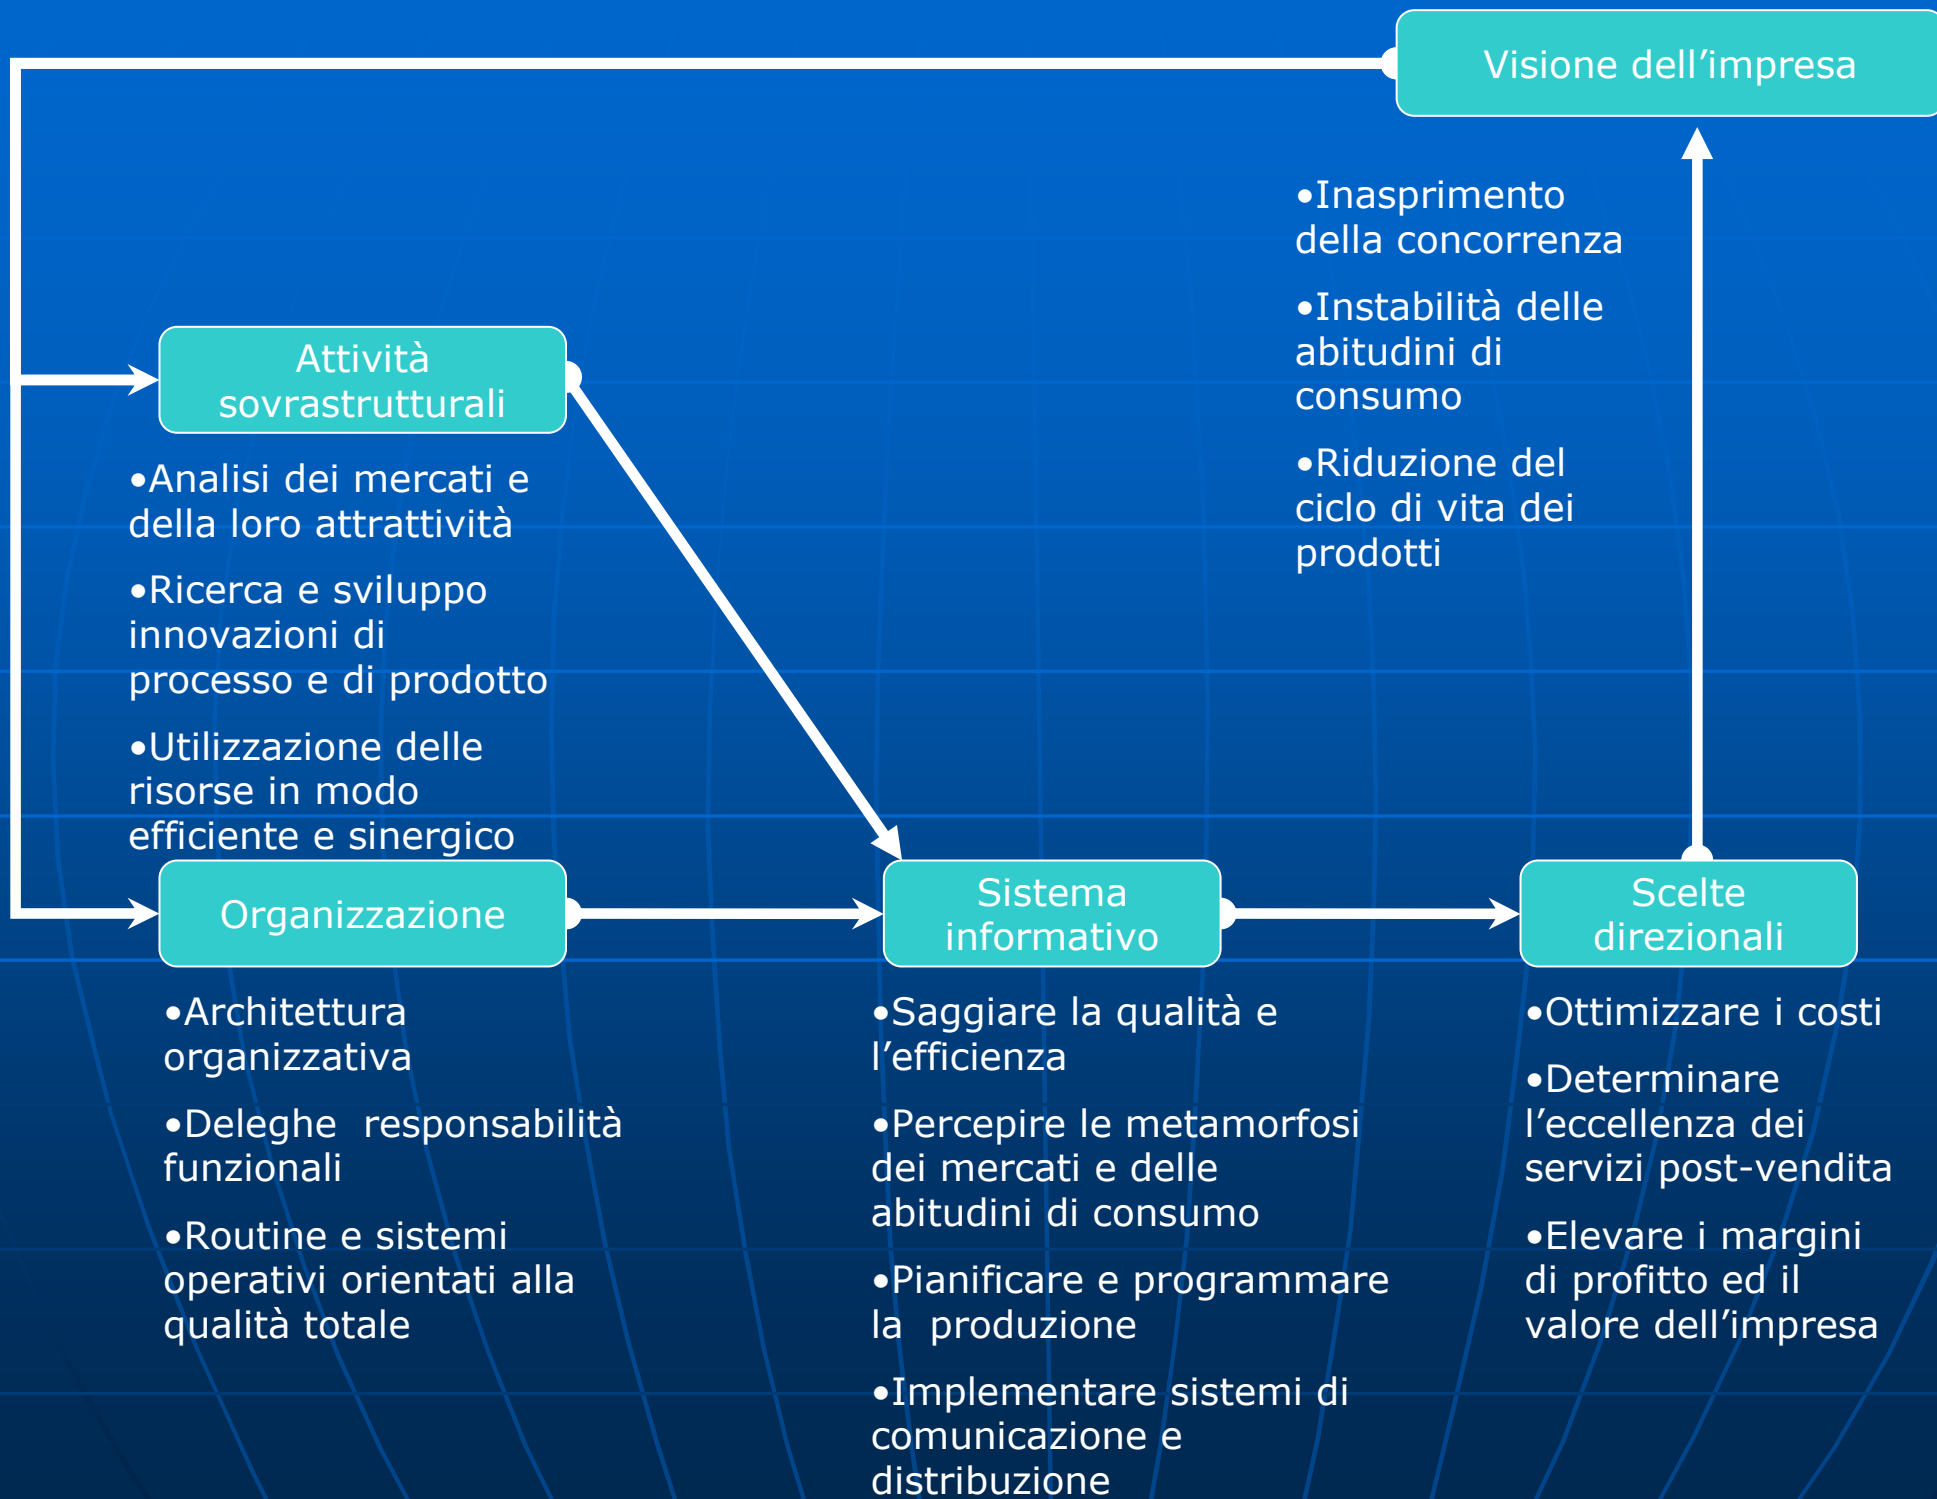 Visione dell’impresa
•Inasprimento
della concorrenza
•Instabilità delle
abitudini di
consumo
•Riduzione del
ciclo di vita dei
prodotti
Attività
sovrastrutturali
•Analisi dei mercati e
della loro attrattività
•Ricerca e sviluppo
innovazioni di
processo e di prodotto
•Utilizzazione delle
risorse in modo
efficiente e sinergico
Organizzazione
•Architettura
organizzativa
•Deleghe  responsabilità
funzionali
•Routine e sistemi
operativi orientati alla
qualità totale
Sistema
informativo
•Saggiare la qualità e
l’efficienza
•Percepire le metamorfosi
dei mercati e delle
abitudini di consumo
•Pianificare e programmare
la  produzione
•Implementare sistemi di
comunicazione e
distribuzione
Scelte
direzionali
•Ottimizzare i costi
•Determinare
l’eccellenza dei
servizi post-vendita
•Elevare i margini
di profitto ed il
valore dell’impresa